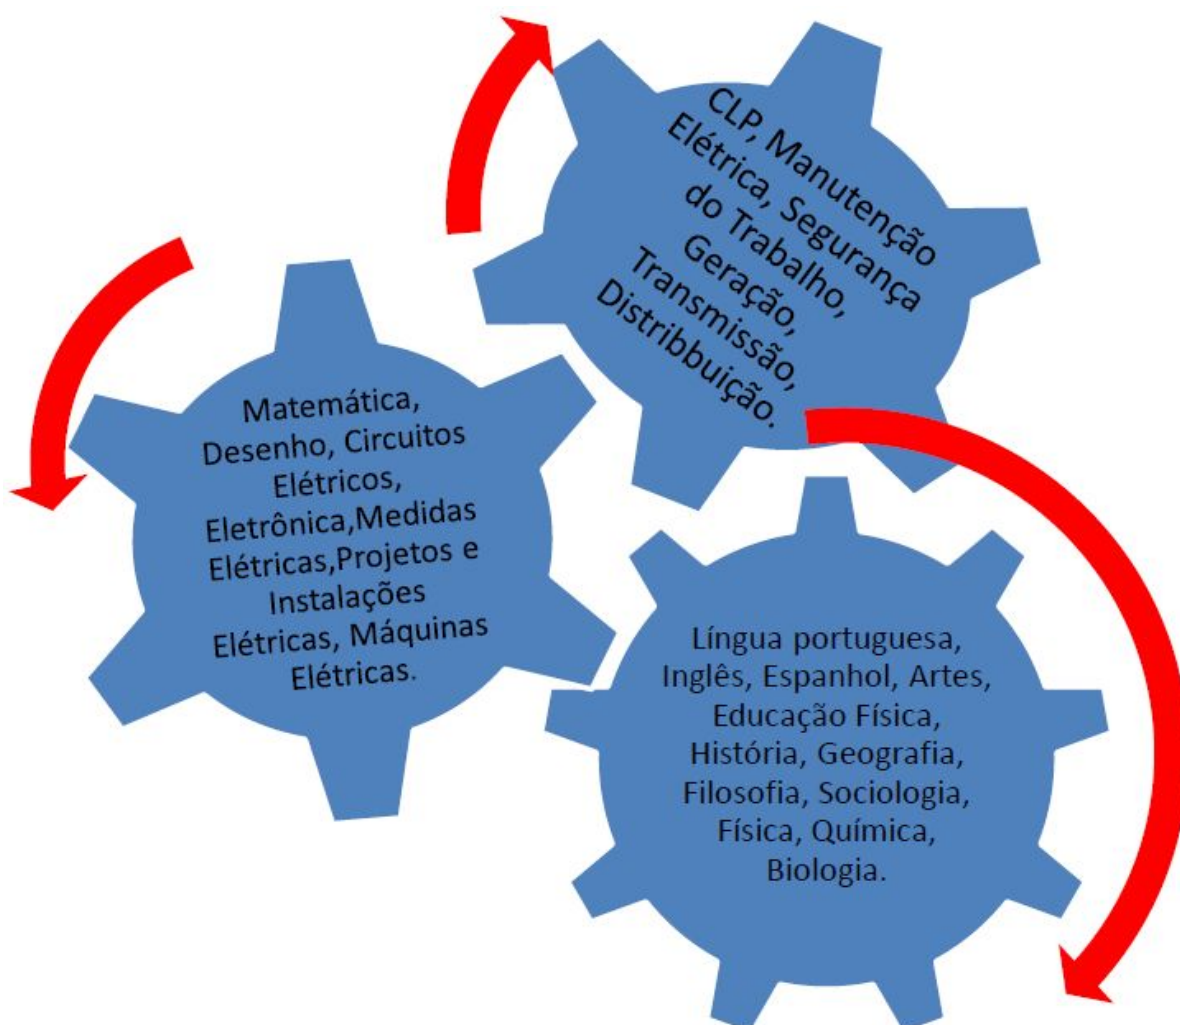 CLP, Manutenção
Elétrica, Segurança
do Trabalho,
Geração,
Transmissão,
Distribbuição.
Matemática,
Desenho, Circuitos
Elétricos,
Eletrônica,Medidas
Elétricas,Projetos e
Instalações
Elétricas, Máquinas
Elétricas.
Língua portuguesa,
Inglês, Espanhol, Artes,
Educação Física,
História, Geografia,
Filosofia, Sociologia,
Física, Química,
Biologia.